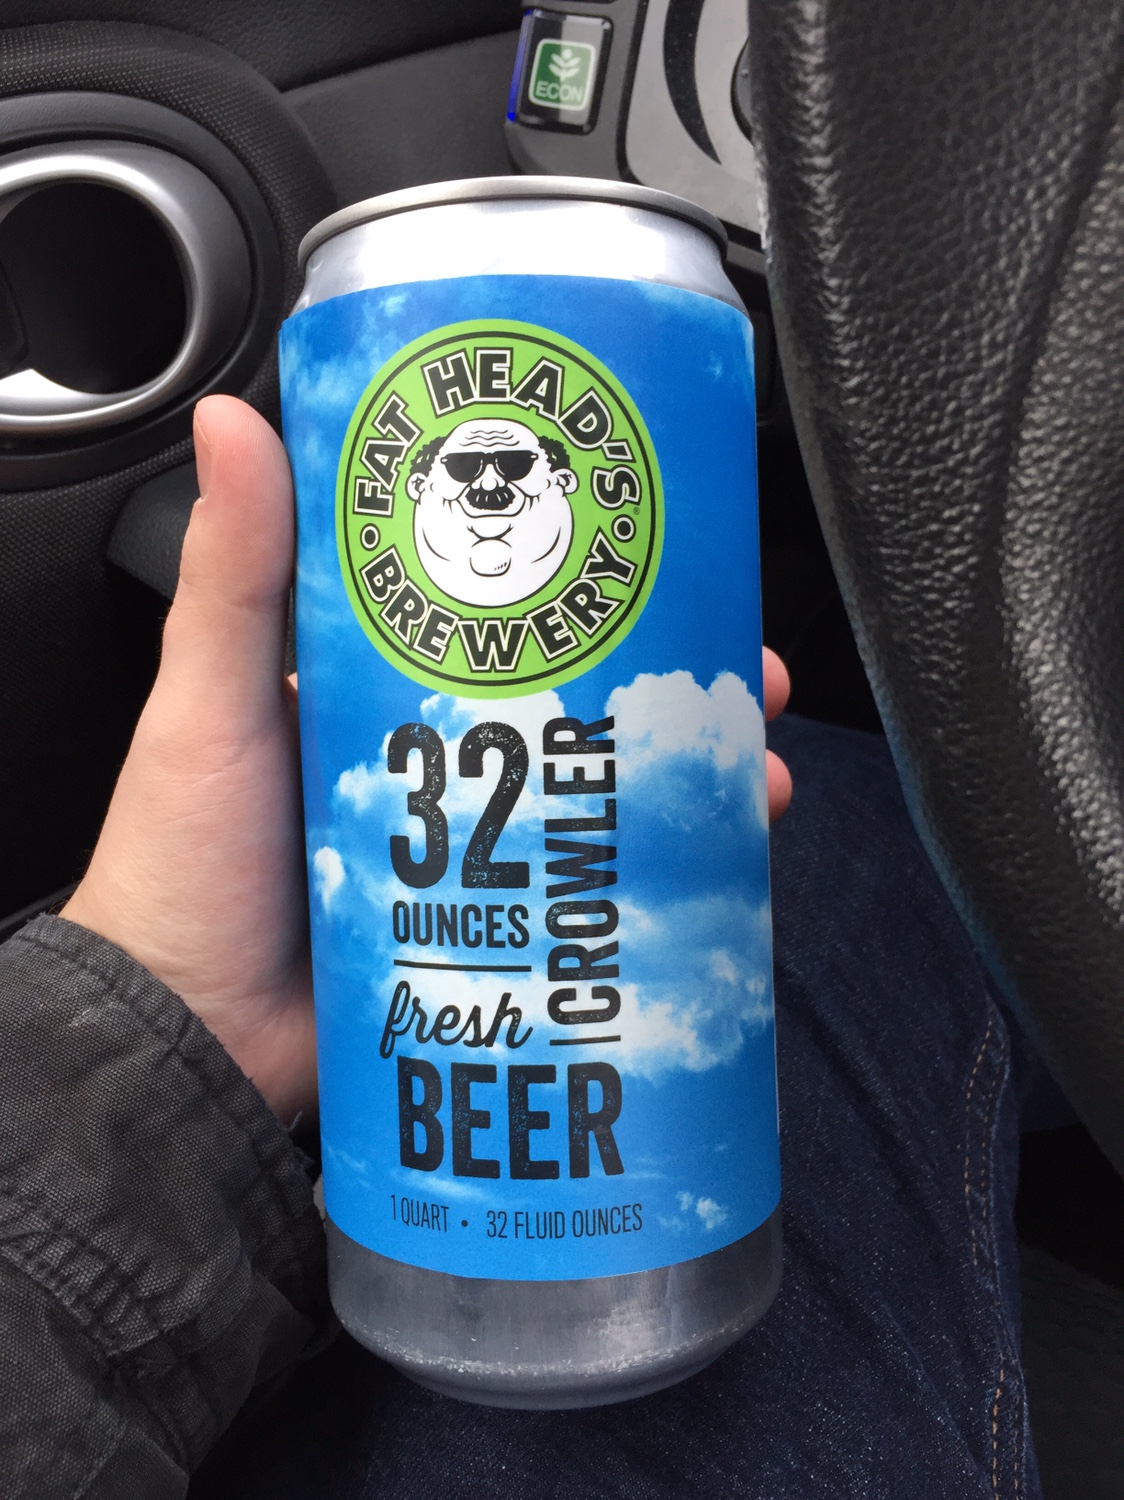 ECON
FAT HEAD'S
BREWERY
®
32
OUNCES
CROWLER
fresh
BEER
1 QUART • 32 FLUID OUNCES